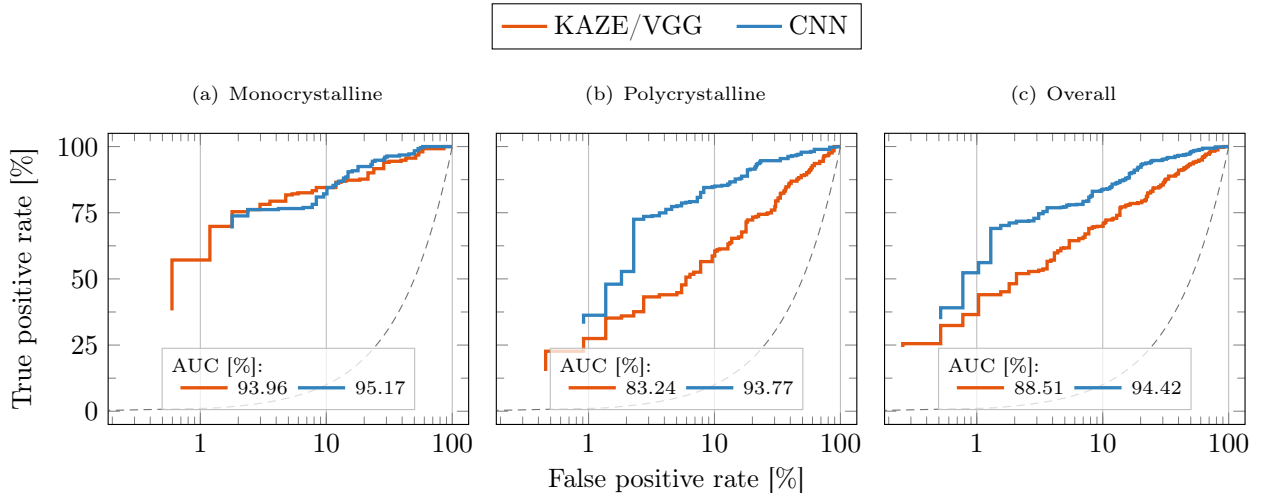 KAZE/VGG CNN
(a) Monocrystalline (b) Polycrystalline (c) Overall
True positive rate [%]
100
75
50
25
0
AUC [%]: AUC [%]: AUC [%]:
93.96 95.17 83.24 93.77 88.51 94.42
1 10 100 1 10 100 1 10 100
False positive rate [%]